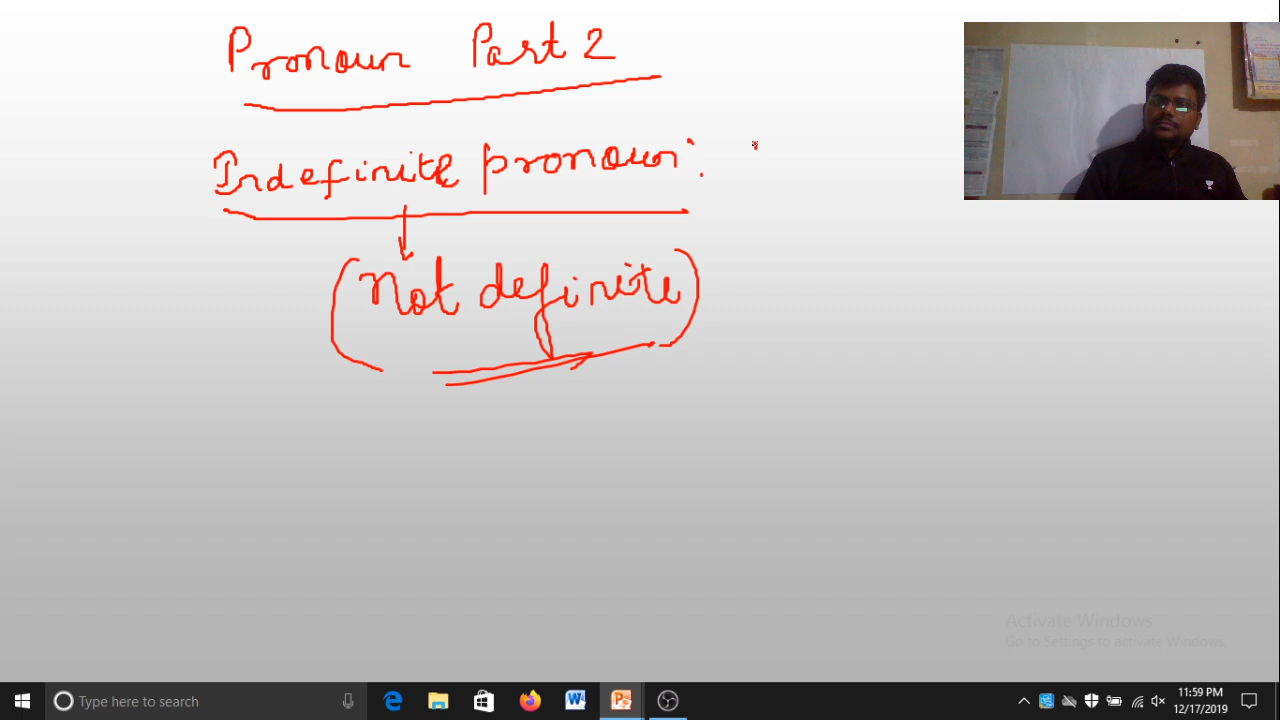 Pronoun Part 2
Indefinite pronoun:
(Not definite)
Activate Windows
Go to Settings to activate Windows.
Type here to search
11:59 PM
12/17/2019